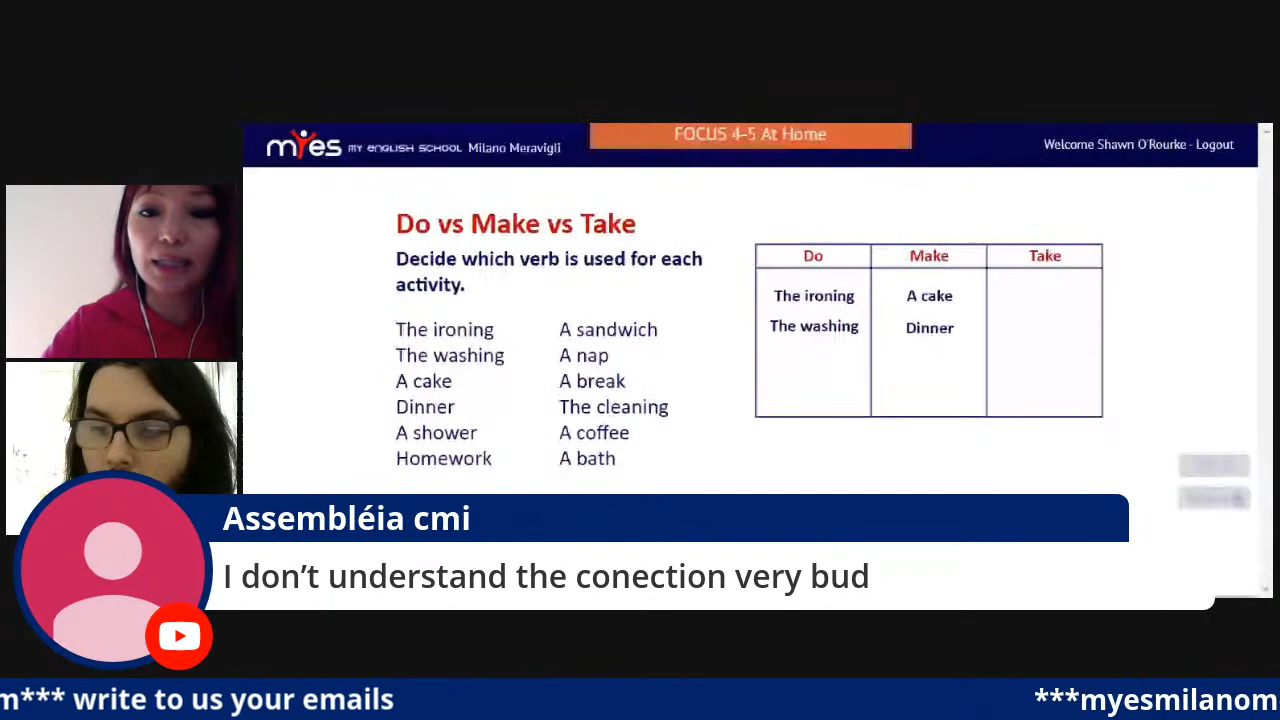 FOCUS 4-5 At Home
myes MY ENGLISH SCHOOL Milano Meravigli
Welcome Shawn O'Rourke - Logout
Do vs Make vs Take
Decide which verb is used for each
activity.
The ironing
The washing
A cake
Dinner
A shower
Homework
A sandwich
A nap
A break
The cleaning
A coffee
A bath
Do Make Take
The ironing A cake
The washing Dinner
Assembléia cmi
I don’t understand the conection very bud
m*** write to us your emails
***myesmilanom